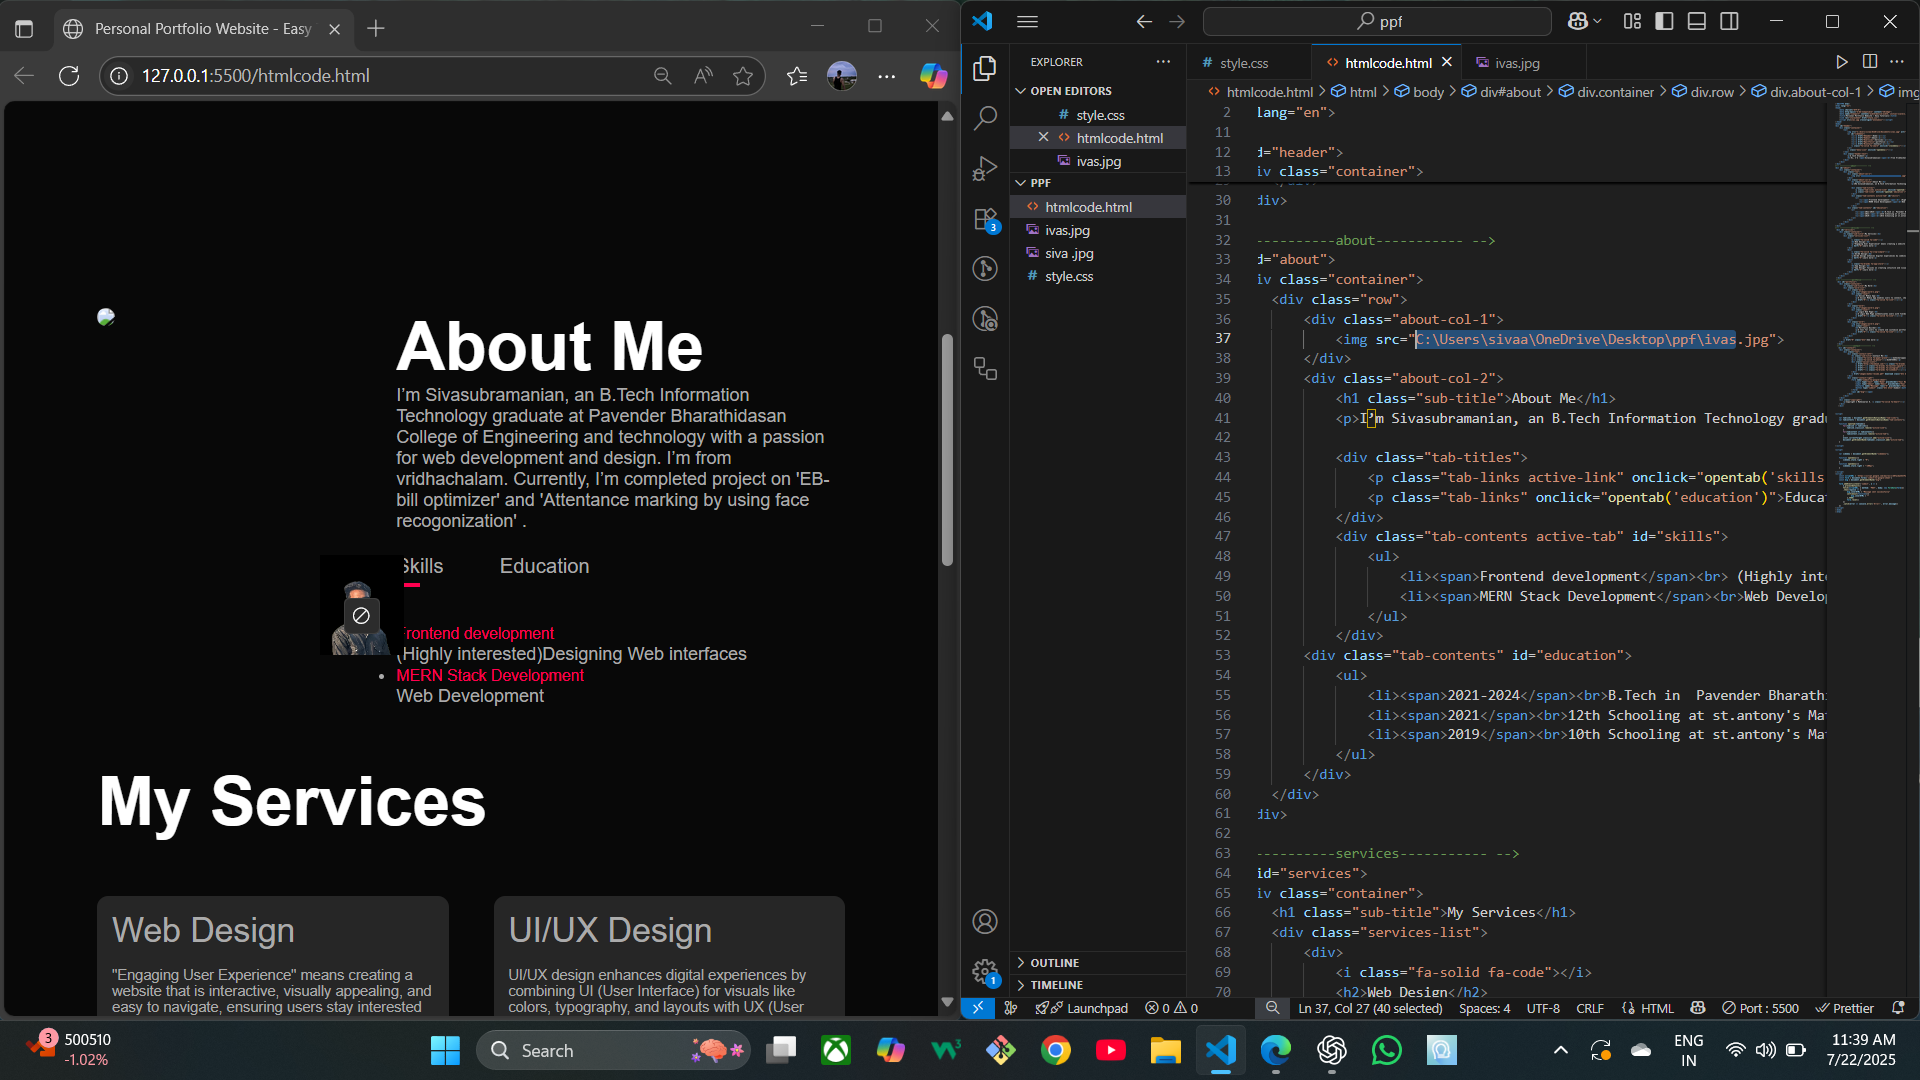 Personal Portfolio Website - Easy
127.0.0.1:5500/htmlcode.html
About Me
I’m Sivasubramanian, an B.Tech Information
Technology graduate at Pavender Bharathidasan
College of Engineering and technology with a passion
for web development and design. I’m from
vridhachalam. Currently, I’m completed project on 'EB-
bill optimizer' and 'Attentance marking by using face
recogonization' .
Skills Education
Frontend development
(Highly interested)Designing Web interfaces
MERN Stack Development
Web Development
My Services
Web Design
"Engaging User Experience" means creating a
website that is interactive, visually appealing, and
easy to navigate, ensuring users stay interested
UI/UX Design
UI/UX design enhances digital experiences by
combining UI (User Interface) for visuals like
colors, typography, and layouts with UX (User
ppf
EXPLORER
OPEN EDITORS
style.css
htmlcode.html
ivas.jpg
PPF
htmlcode.html
ivas.jpg
siva .jpg
style.css
3
OUTLINE
TIMELINE
1
style.css htmlcode.html ivas.jpg
htmlcode.html > html > body > div#about > div.container > div.row > div.about-col-1 > img
2 lang="en">
11
12 d="header">
13 iv class="container">
30 div>
31
32 ----------about----------- -->
33 d="about">
34 iv class="container">
35 <div class="row">
36 <div class="about-col-1">
37 <img src="C:\Users\sivaa\OneDrive\Desktop\ppf\ivas.jpg">
38 </div>
39 <div class="about-col-2">
40 <h1 class="sub-title">About Me</h1>
41 <p>I’m Sivasubramanian, an B.Tech Information Technology grad
42
43 <div class="tab-titles">
44 <p class="tab-links active-link" onclick="opentab('skills
45 <p class="tab-links" onclick="opentab('education')">Educa
46 </div>
47 <div class="tab-contents active-tab" id="skills">
48 <ul>
49 <li><span>Frontend development</span><br> (Highly int
50 <li><span>MERN Stack Development</span><br>Web Develop
51 </ul>
52 </div>
53 <div class="tab-contents" id="education">
54 <ul>
55 <li><span>2021-2024</span><br>B.Tech in  Pavender Bharath
56 <li><span>2021</span><br>12th Schooling at st.antony's Ma
57 <li><span>2019</span><br>10th Schooling at st.antony's Ma
58 </ul>
59 </div>
60 </div>
61 div>
62
63 ----------services----------- -->
64 id="services">
65 iv class="container">
66 <h1 class="sub-title">My Services</h1>
67 <div class="services-list">
68 <div>
69 <i class="fa-solid fa-code"></i>
70 <h2>Web Design</h2>
Launchpad 0 0 Ln 37, Col 27 (40 selected) Spaces: 4 UTF-8 CRLF HTML Port : 5500 Prettier
3
500510
-1.02%
Search
ENG
IN
11:39 AM
7/22/2025